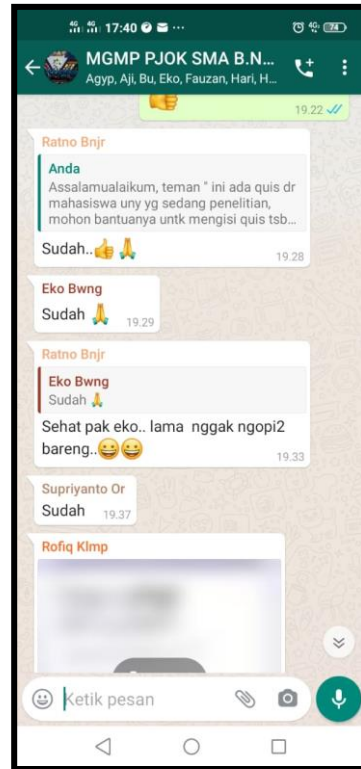 17:40
74
MGMP PJOK SMA B.N...
Agyp, Aji, Bu, Eko, Fauzan, Hari, H...
19.22
Ratno Bnjr
Anda
Assalamualaikum, teman " ini ada quis dr
mahasiswa uny yg sedang penelitian,
mohon bantuanya untk mengisi quis tsb...
Sudah..👍🙏
19.28
Eko Bwng
Sudah 🙏
19.29
Ratno Bnjr
Eko Bwng
Sudah 🙏
Sehat pak eko.. lama nggak ngopi2
bareng..😀😀
19.33
Supriyanto Or
Sudah
19.37
Rofiq Klmp
Ketik pesan